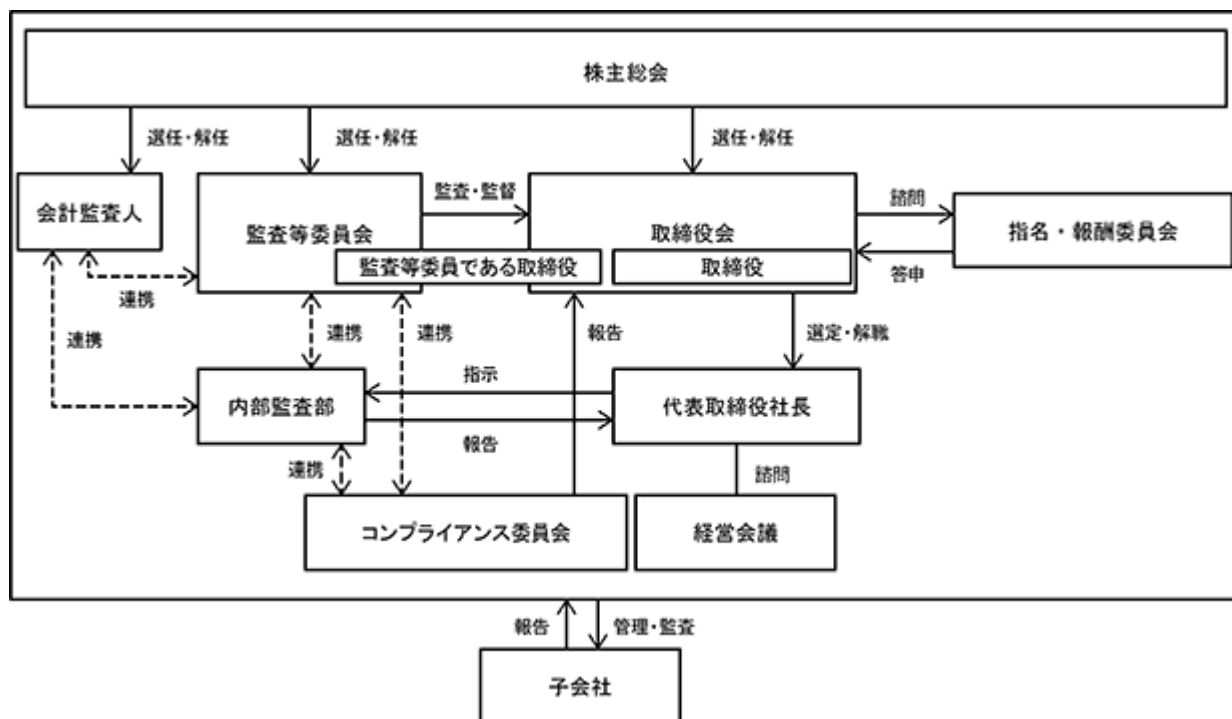 株主総会
選任・解任
選任・解任
選任・解任
会計監査人
監査等委員会
監査・監督
取締役会
諮問
指名・報酬委員会
監査等委員である取締役
取締役
答申
連携
連携
連携
連携
報告
選定・解職
内部監査部
指示
報告
代表取締役社長
連携
諮問
コンプライアンス委員会
経営会議
報告
管理・監査
子会社